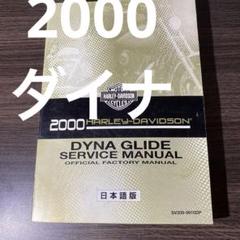 2000
ダイナ
HARLEY-DAVIDSON
CYCLES
2000 HARLEY-DAVIDSON
DYNA GLIDE
SERVICE MANUAL
OFFICIAL FACTORY MANUAL
日本語版